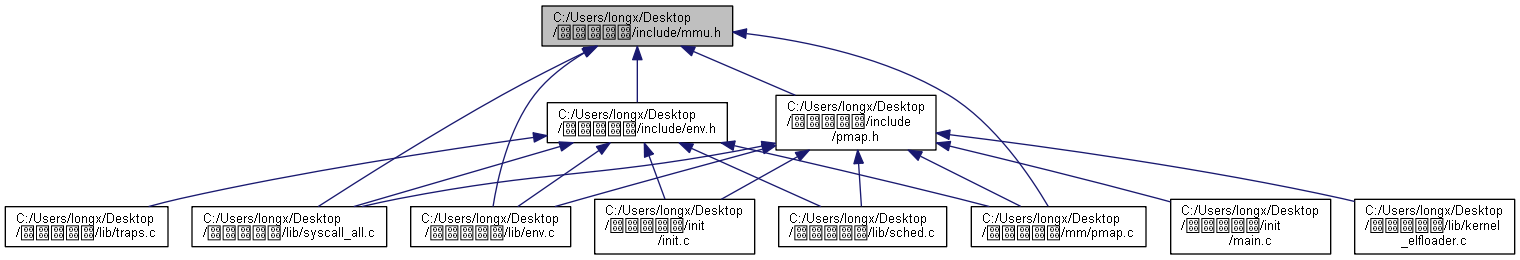 C:/Users/longx/Desktop
/include/mmu.h
C:/Users/longx/Desktop
/include/env.h
C:/Users/longx/Desktop
/include
/pmap.h
C:/Users/longx/Desktop
/lib/traps.c
C:/Users/longx/Desktop
/lib/syscall_all.c
C:/Users/longx/Desktop
/lib/env.c
C:/Users/longx/Desktop
/init
/init.c
C:/Users/longx/Desktop
/lib/sched.c
C:/Users/longx/Desktop
/mm/pmap.c
C:/Users/longx/Desktop
/init
/main.c
C:/Users/longx/Desktop
/lib/kernel
_elfloader.c